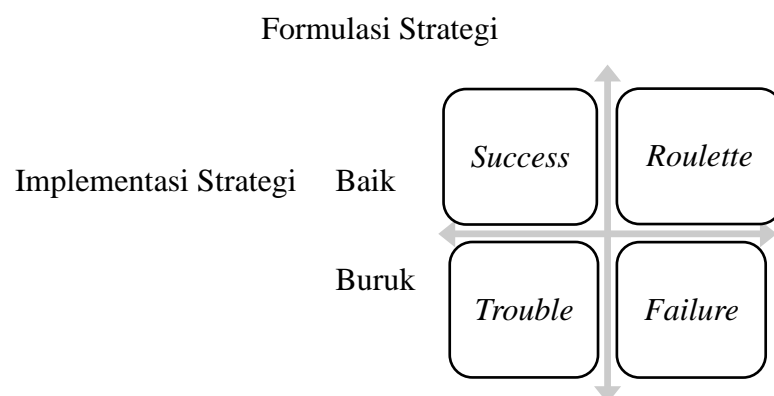 Formulasi Strategi
Success Roulette
Implementasi Strategi Baik
Buruk
Trouble Failure